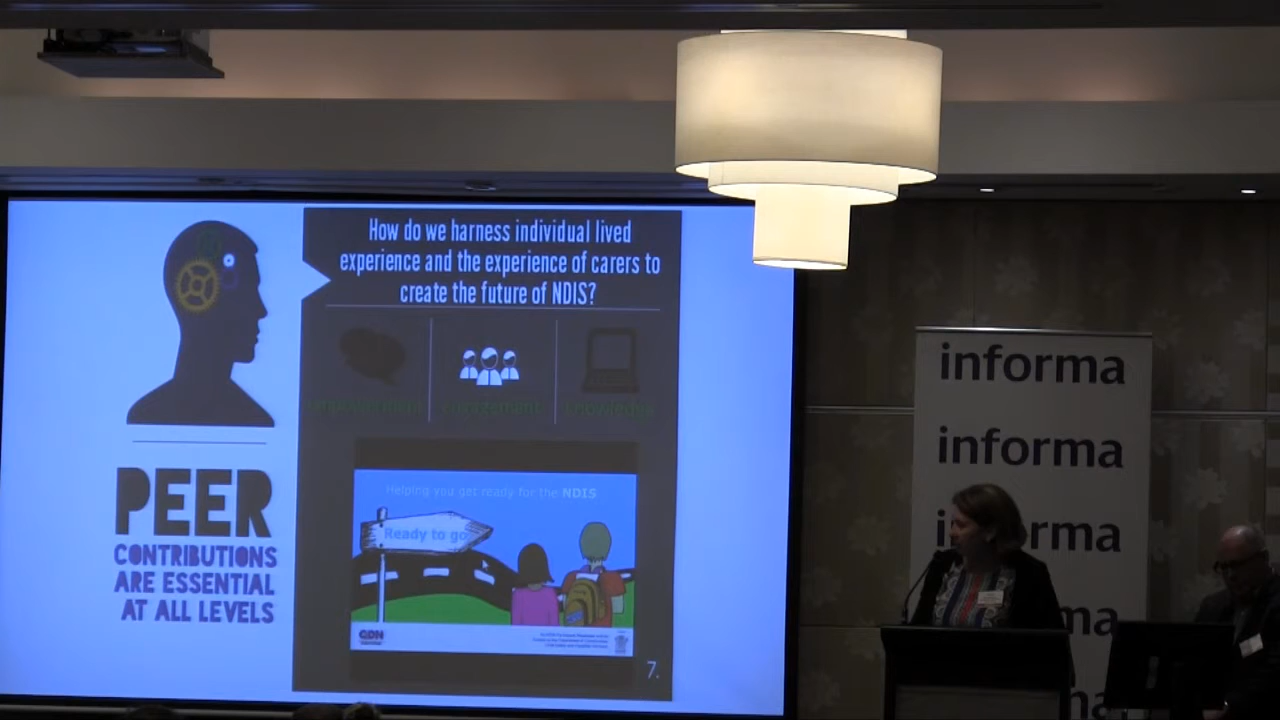 How do we harness individual lived
experience and the experience of carers to
create the future of NDIS?
PEER
CONTRIBUTIONS
ARE ESSENTIAL
AT ALL LEVELS
Helping you get ready for the NDIS
Ready to go
7.
informa
informa
informa